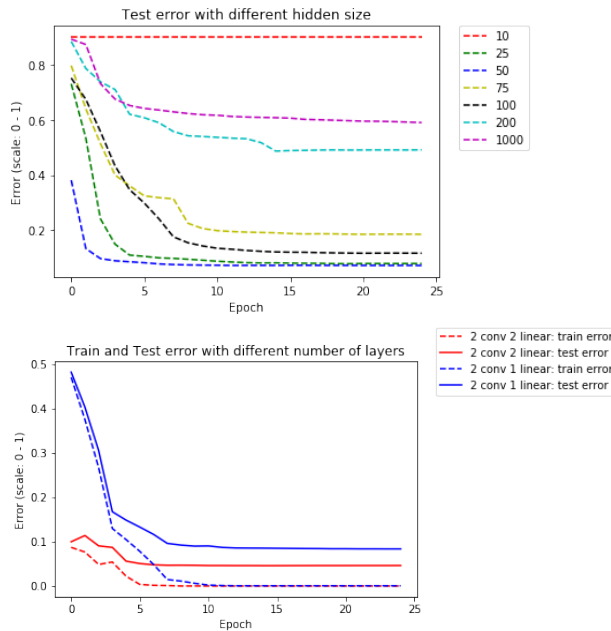 Test error with different hidden size
Error (scale: 0 - 1)
0.8
0.6
0.4
0.2
0 5 10 15 20 25
Epoch
10
25
50
75
100
200
1000
Train and Test error with different number of layers
Error (scale: 0 - 1)
0.5
0.4
0.3
0.2
0.1
0.0
0 5 10 15 20 25
Epoch
2 conv 2 linear: train error
2 conv 2 linear: test error
2 conv 1 linear: train error
2 conv 1 linear: test error